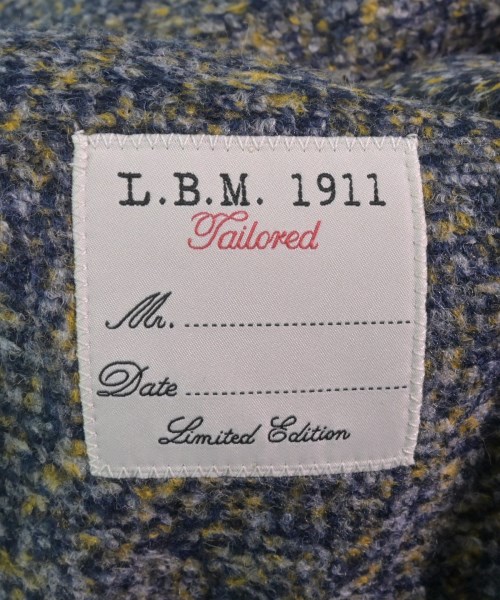 L.B.M. 1911
Tailored
Mr. ............................................
Date ............................................
Limited Edition